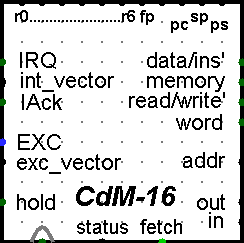 r0.......................r6 fp pc sp ps
IRQ data/ins'
int_vector memory
IAck read/write'
word
EXC
exc_vector addr
CdM-16
hold out
in
status fetch